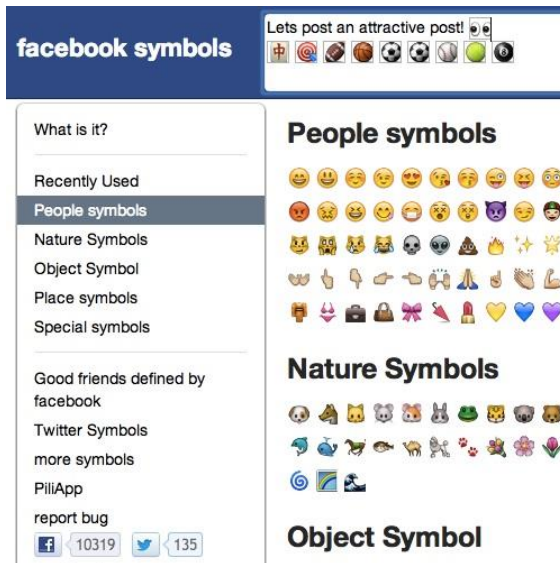 facebook symbols
Lets post an attractive post! 👀
🀄🎯🏈🏀⚽⚽⚾🎾🎱
What is it?
Recently Used
People symbols
Nature Symbols
Object Symbol
Place symbols
Special symbols
Good friends defined by
facebook
Twitter Symbols
more symbols
PiliApp
report bug
10319
135
People symbols
Nature Symbols
Object Symbol